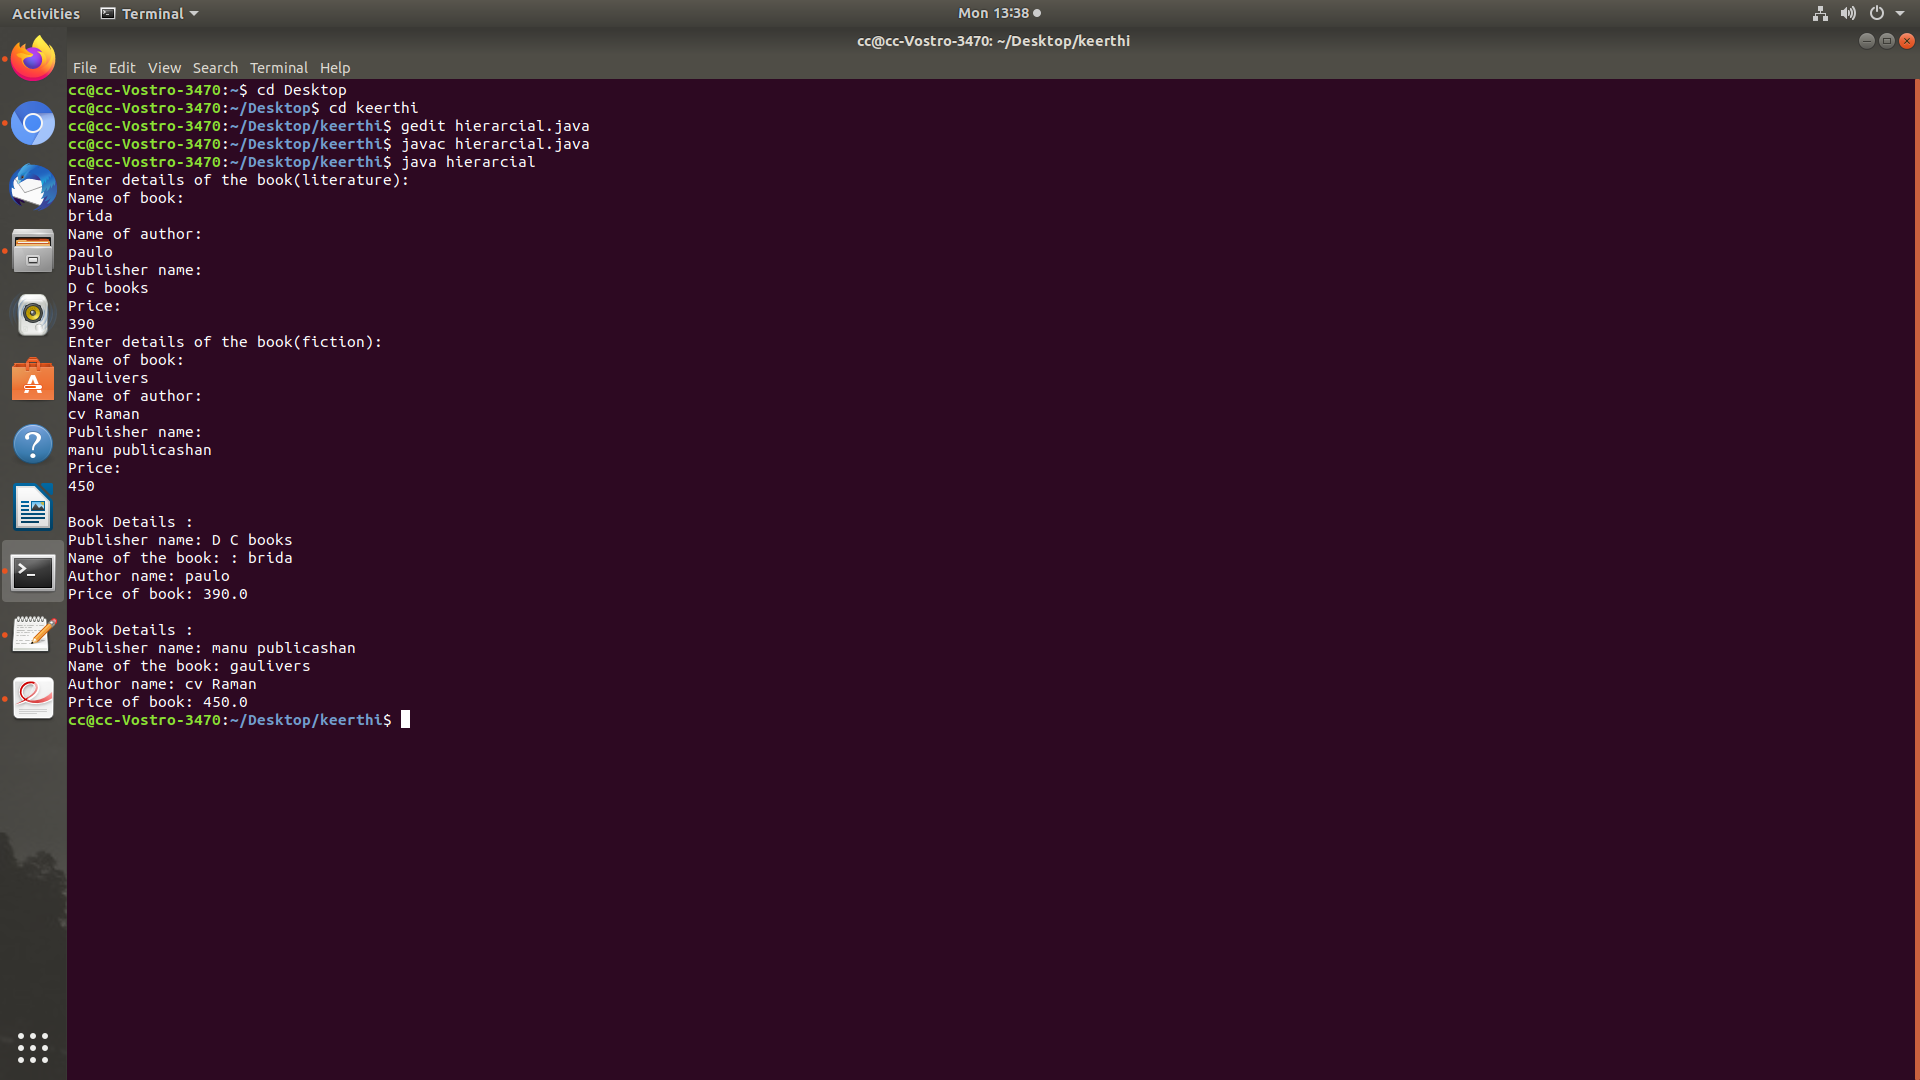 Activities Terminal Mon 13:38
cc@cc-Vostro-3470: ~/Desktop/keerthi
File Edit View Search Terminal Help
cc@cc-Vostro-3470:~$ cd Desktop
cc@cc-Vostro-3470:~/Desktop$ cd keerthi
cc@cc-Vostro-3470:~/Desktop/keerthi$ gedit hierarcial.java
cc@cc-Vostro-3470:~/Desktop/keerthi$ javac hierarcial.java
cc@cc-Vostro-3470:~/Desktop/keerthi$ java hierarcial
Enter details of the book(literature):
Name of book:
brida
Name of author:
paulo
Publisher name:
D C books
Price:
390
Enter details of the book(fiction):
Name of book:
gaulivers
Name of author:
cv Raman
Publisher name:
manu publicashan
Price:
450
Book Details :
Publisher name: D C books
Name of the book: : brida
Author name: paulo
Price of book: 390.0
Book Details :
Publisher name: manu publicashan
Name of the book: gaulivers
Author name: cv Raman
Price of book: 450.0
cc@cc-Vostro-3470:~/Desktop/keerthi$